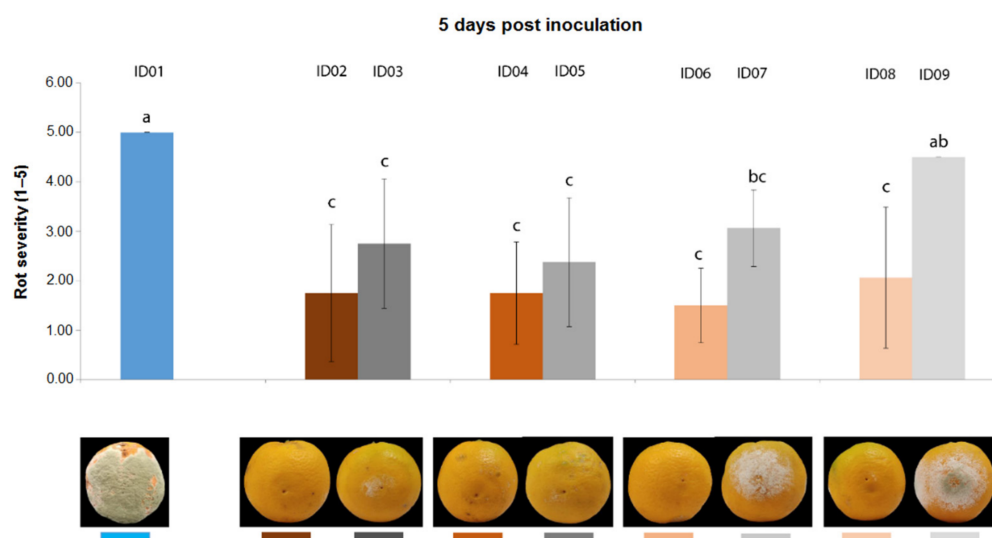 5 days post inoculation
ID01 ID02 ID03 ID04 ID05 ID06 ID07 ID08 ID09
Rot severity (1–5)
6.00
5.00
4.00
3.00
2.00
1.00
0.00
a
c
c
c
c
c
bc
c
ab